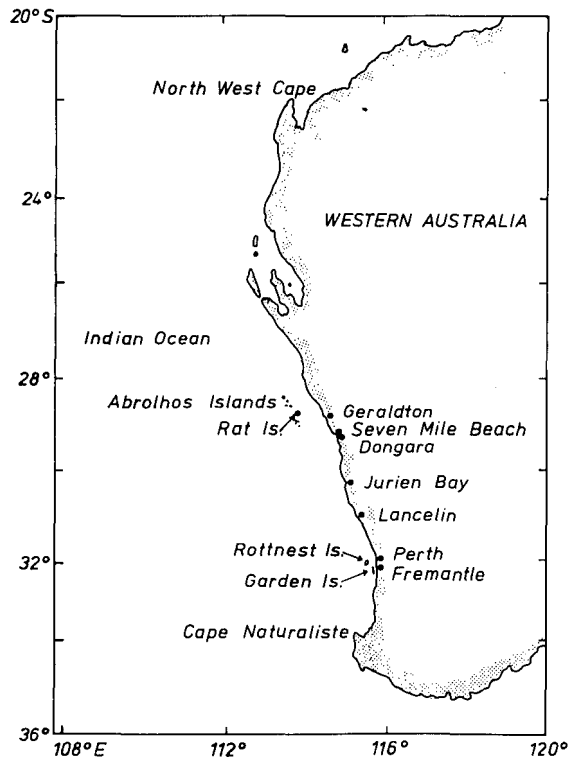 20°S
North West Cape
24°
WESTERN AUSTRALIA
Indian Ocean
28°
Abrolhos Islands
Geraldton
Rat Is.
Seven Mile Beach
Dongara
Jurien Bay
Lancelin
Rottnest Is.
Perth
32°
Fremantle
Garden Is.
Cape Naturaliste
36°
108°E
112°
116°
120°